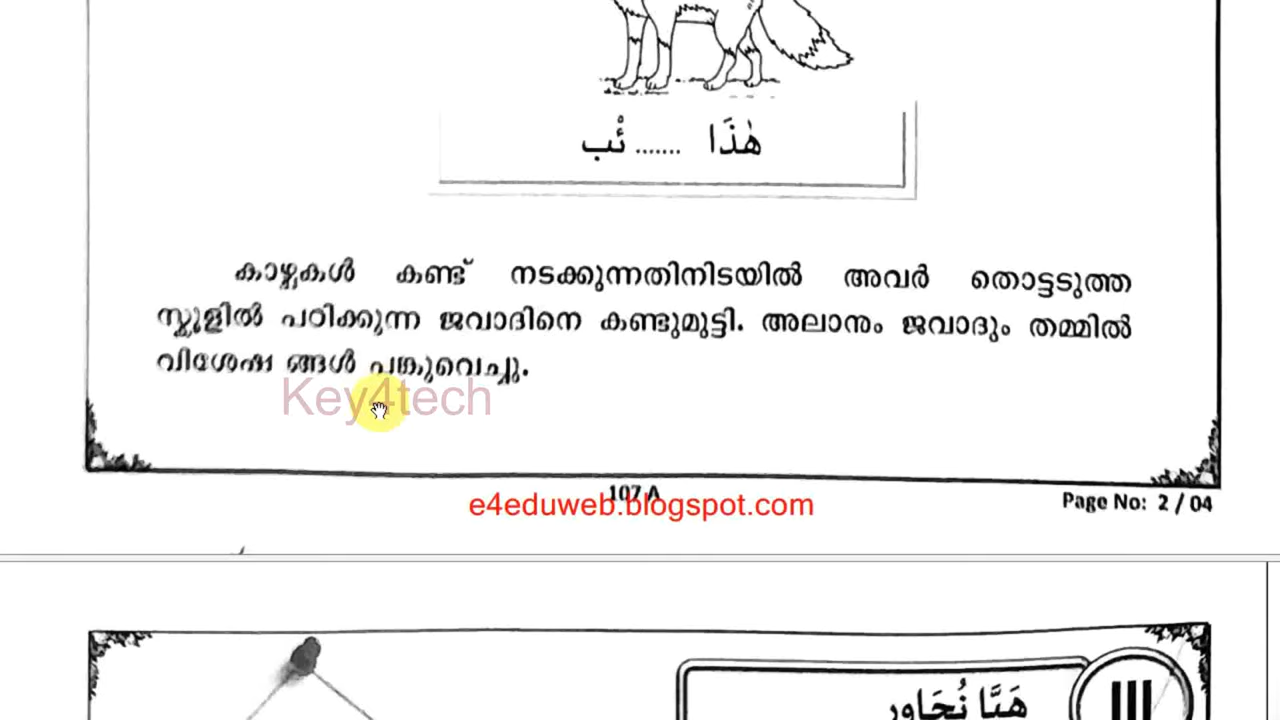 هٰذَا ....... ئْب
കാഴ്ചകൾ കണ്ട് നടക്കുന്നതിനിടയിൽ അവർ തൊട്ടടുത്ത
സ്കൂളിൽ പഠിക്കുന്ന ജവാദിനെ കണ്ടുമുട്ടി. അലാനും ജവാദും തമ്മിൽ
വിശേഷ ങ്ങൾ പങ്കുവെച്ചു.
Key4tech
107 A
e4eduweb.blogspot.com
Page No: 2 / 04
هَيَّا نُحَاوِر
III